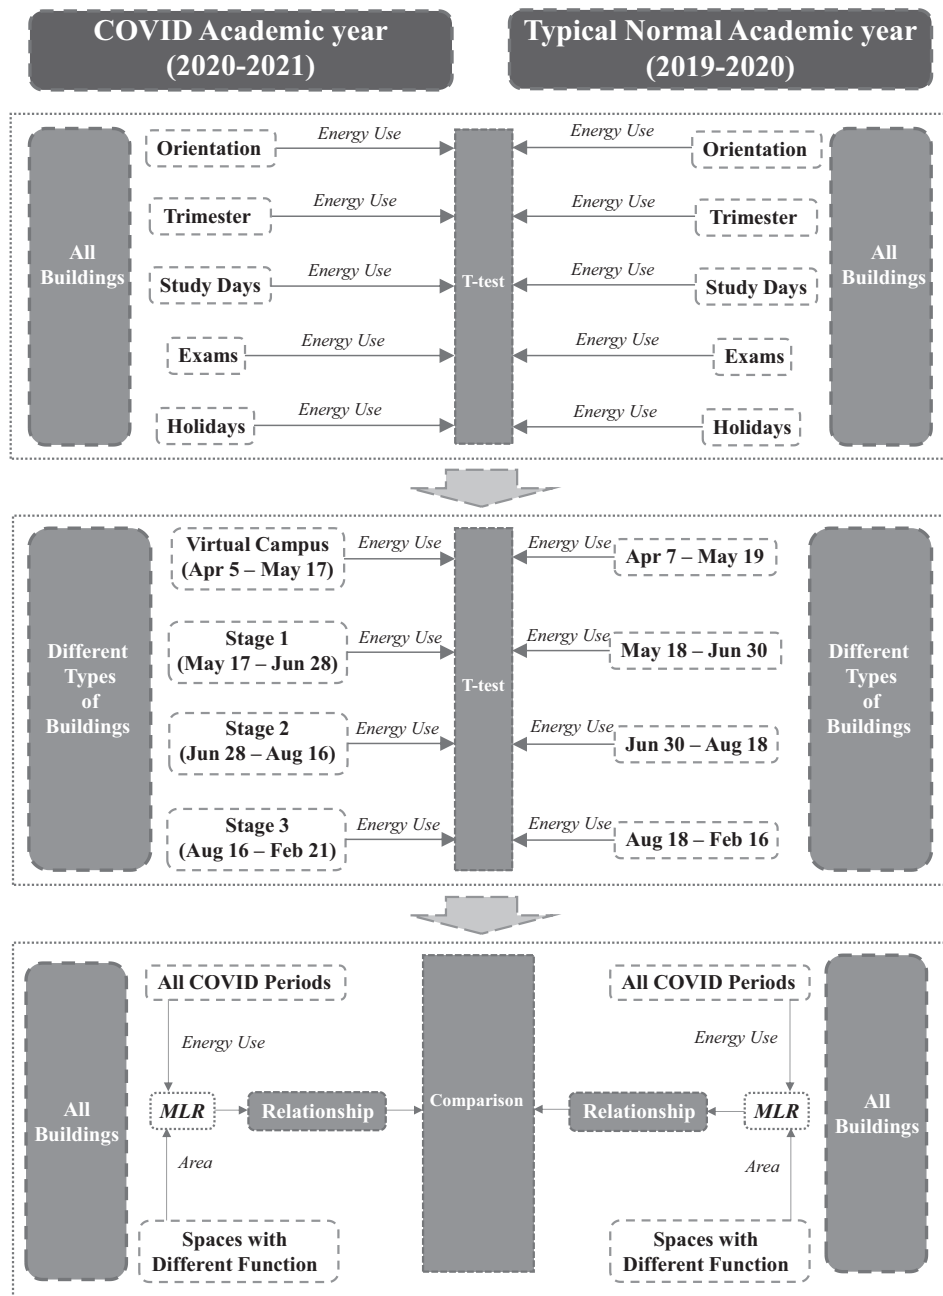 COVID Academic year
(2020-2021)
Typical Normal Academic year
(2019-2020)
All
Buildings
Orientation
Energy Use
Trimester
Energy Use
Study Days
Energy Use
Exams
Energy Use
Holidays
Energy Use
T-test
Energy Use
Orientation
Energy Use
Trimester
Energy Use
Study Days
Energy Use
Exams
Energy Use
Holidays
All
Buildings
Different
Types
of
Buildings
Virtual Campus
(Apr 5 – May 17)
Energy Use
Stage 1
(May 17 – Jun 28)
Energy Use
Stage 2
(Jun 28 – Aug 16)
Energy Use
Stage 3
(Aug 16 – Feb 21)
Energy Use
T-test
Energy Use
Apr 7 – May 19
Energy Use
May 18 – Jun 30
Energy Use
Jun 30 – Aug 18
Energy Use
Aug 18 – Feb 16
Different
Types
of
Buildings
All
Buildings
All COVID Periods
Energy Use
MLR
Relationship
Area
Spaces with
Different Function
Comparison
All COVID Periods
Energy Use
Relationship
MLR
Area
Spaces with
Different Function
All
Buildings